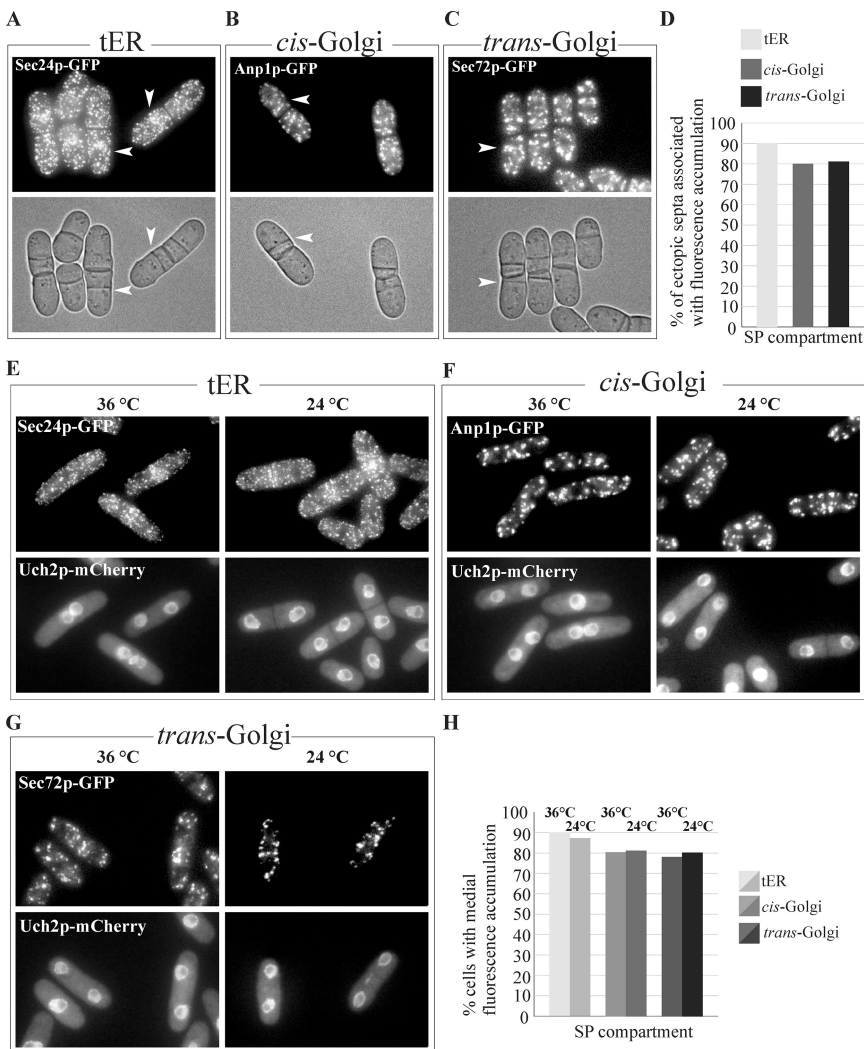 A
B
C
D
tER
cis-Golgi
trans-Golgi
Sec24p-GFP
Anp1p-GFP
Sec72p-GFP
tER
cis-Golgi
trans-Golgi
% of ectopic septa associated
with fluorescence accumulation
100
90
80
70
60
50
40
30
20
10
0
SP compartment
E
F
tER
cis-Golgi
36 °C
24 °C
36 °C
24 °C
Sec24p-GFP
Anp1p-GFP
Uch2p-mCherry
Uch2p-mCherry
G
H
trans-Golgi
36 °C
24 °C
Sec72p-GFP
Uch2p-mCherry
% cells with medial
fluorescence accumulation
100
90
80
70
60
50
40
30
20
10
0
36°C
24°C
36°C
24°C
36°C
24°C
SP compartment
tER
cis-Golgi
trans-Golgi